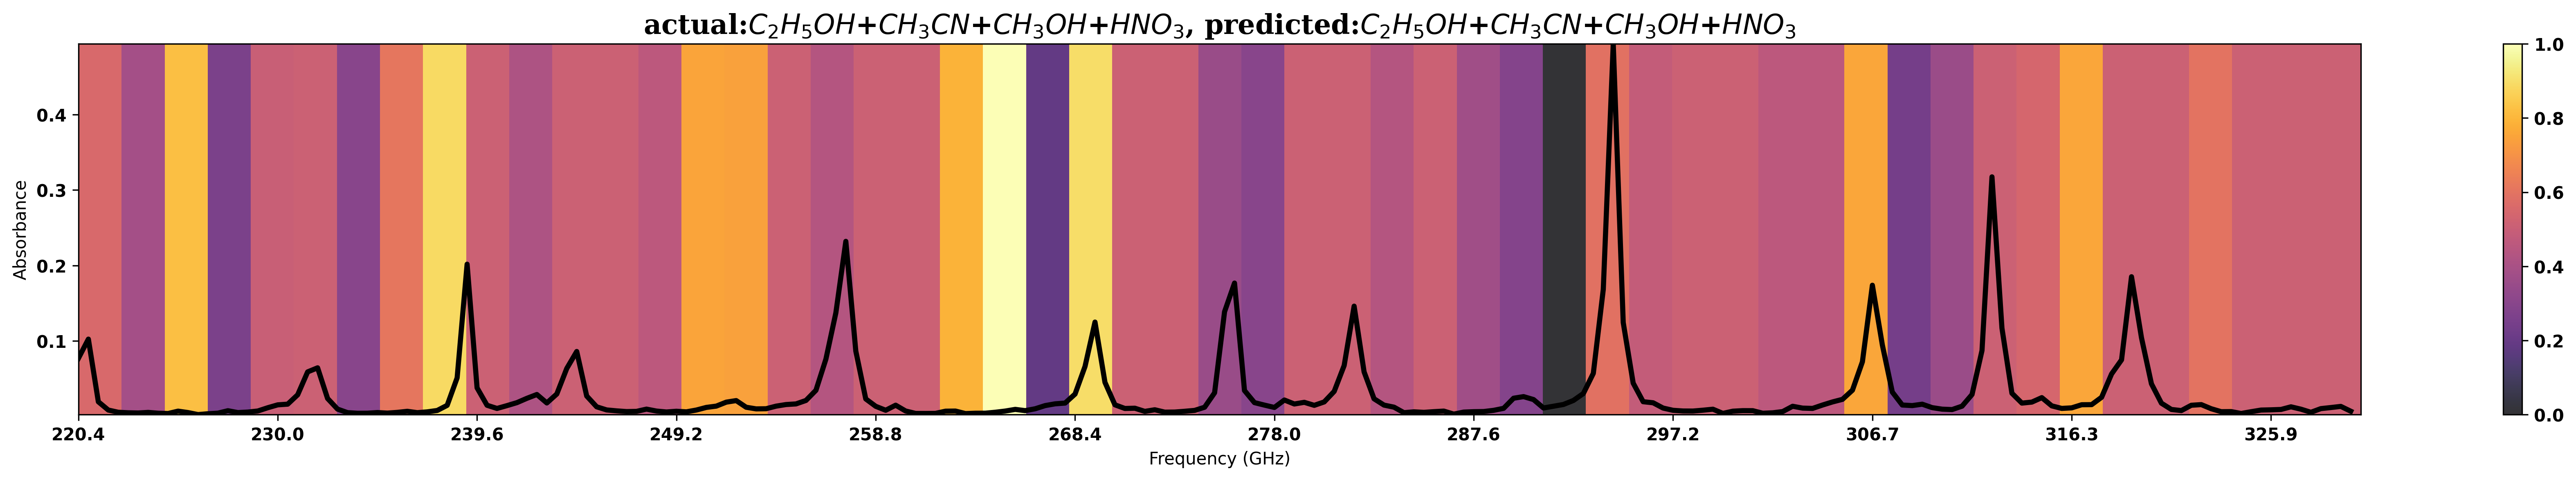 actual:C₂H₅OH+CH₃CN+CH₃OH+HNO₃, predicted:C₂H₅OH+CH₃CN+CH₃OH+HNO₃
Absorbance
0.4
0.3
0.2
0.1
220.4 230.0 239.6 249.2 258.8 268.4 278.0 287.6 297.2 306.7 316.3 325.9
Frequency (GHz)
1.0
0.8
0.6
0.4
0.2
0.0